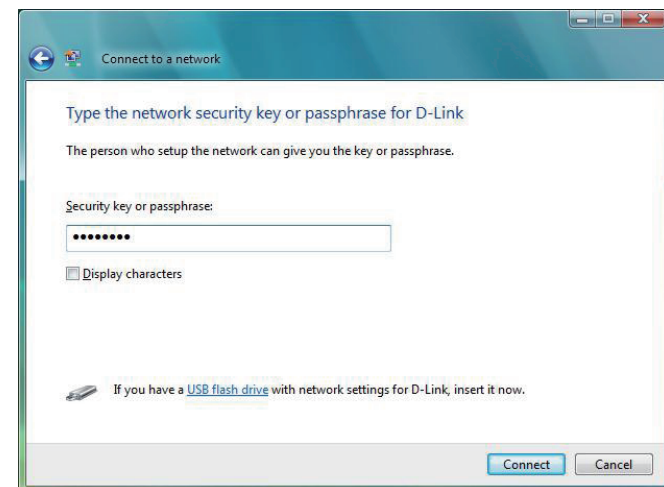 Connect to a network
Type the network security key or passphrase for D-Link
The person who setup the network can give you the key or passphrase.
Security key or passphrase:
••••••••
Display characters
If you have a USB flash drive with network settings for D-Link, insert it now.
Connect Cancel